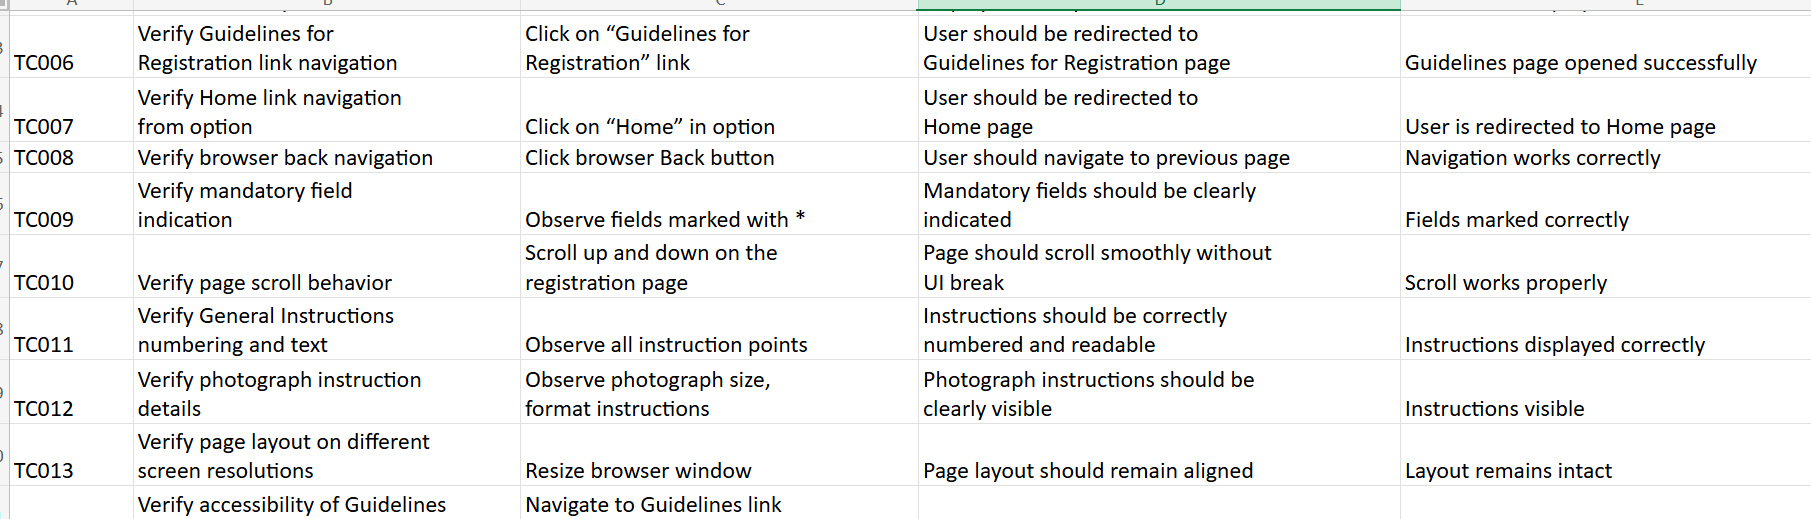 B C D E
TC006
Verify Guidelines for
Registration link navigation
Click on “Guidelines for
Registration” link
User should be redirected to
Guidelines for Registration page
Guidelines page opened successfully
TC007
Verify Home link navigation
from option
Click on “Home” in option
User should be redirected to
Home page
User is redirected to Home page
TC008
Verify browser back navigation
Click browser Back button
User should navigate to previous page
Navigation works correctly
TC009
Verify mandatory field
indication
Observe fields marked with *
Mandatory fields should be clearly
indicated
Fields marked correctly
TC010
Verify page scroll behavior
Scroll up and down on the
registration page
Page should scroll smoothly without
UI break
Scroll works properly
TC011
Verify General Instructions
numbering and text
Observe all instruction points
Instructions should be correctly
numbered and readable
Instructions displayed correctly
TC012
Verify photograph instruction
details
Observe photograph size,
format instructions
Photograph instructions should be
clearly visible
Instructions visible
TC013
Verify page layout on different
screen resolutions
Resize browser window
Page layout should remain aligned
Layout remains intact
Verify accessibility of Guidelines
Navigate to Guidelines link